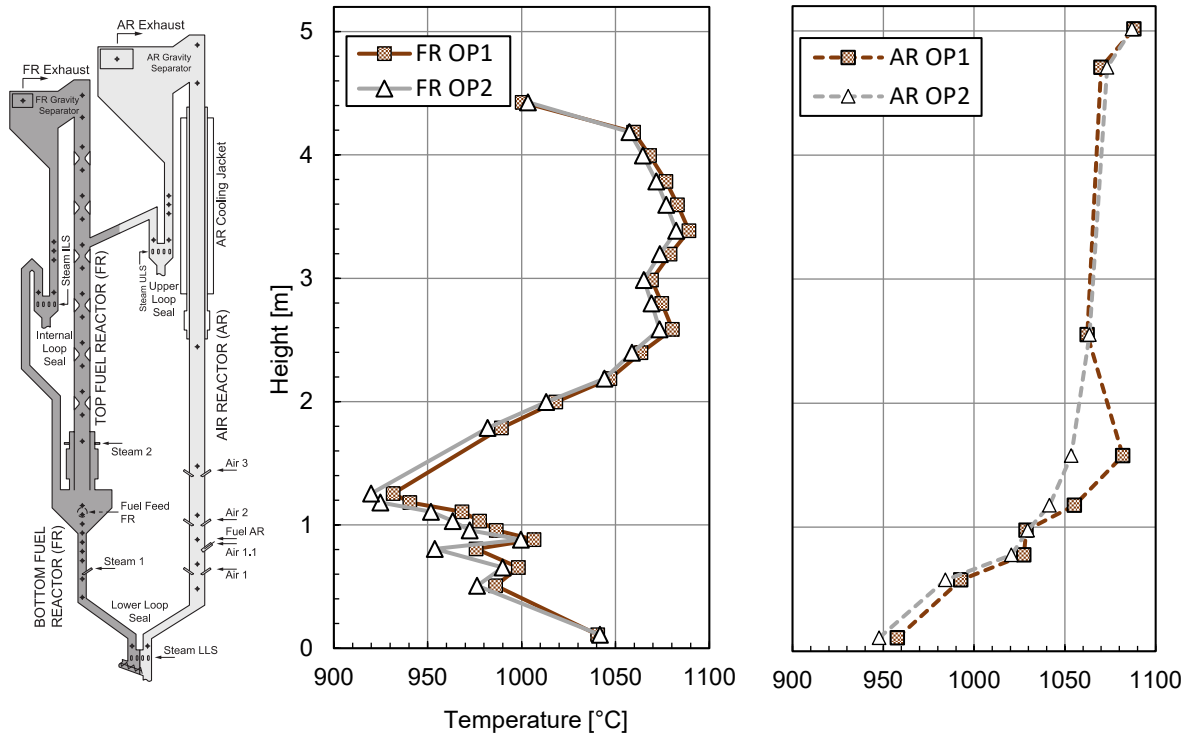 AR Exhaust
AR Gravity
Separator
FR Exhaust
FR Gravity
Separator
AR Cooling Jacket
Steam ILS
Steam ULS
Upper
Loop
Seal
Internal
Loop
Seal
TOP FUEL REACTOR (FR)
AIR REACTOR (AR)
Steam 2
Air 3
Fuel Feed
FR
Air 2
Fuel AR
Air 1.1
Steam 1
Air 1
BOTTOM FUEL
REACTOR (FR)
Lower Loop
Seal
Steam LLS
FR OP1
FR OP2
Height [m]
5
4
3
2
1
0
900 950 1000 1050 1100
Temperature [°C]
AR OP1
AR OP2
900 950 1000 1050 1100